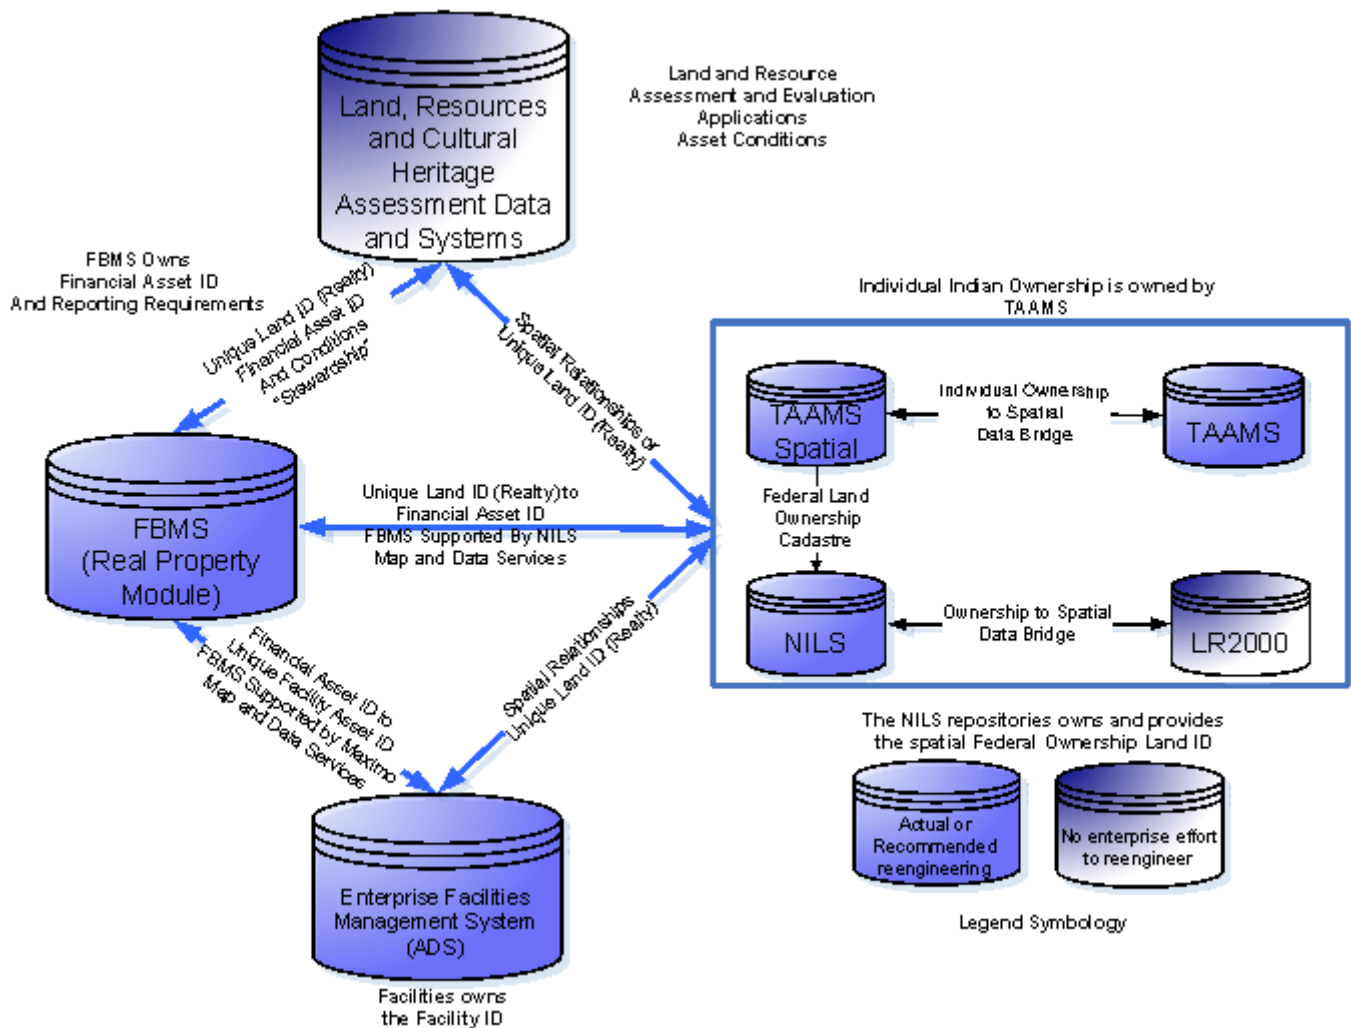 Land, Resources
and Cultural
Heritage
Assessment Data
and Systems
Land and Resource
Assessment and Evaluation
Applications
Asset Conditions
FBMS Owns
Financial Asset ID
And Reporting Requirements
Unique Land ID (Realty)
Financial Asset ID
And Conditions
"Stewardship"
Spatial Relationships or
Unique Land ID (Realty)
Individual Indian Ownership is owned by
TAAMS
TAAMS
Spatial
Individual Ownership
to Spatial
Data Bridge
TAAMS
Federal Land
Ownership
Cadastre
NILS
Ownership to Spatial
Data Bridge
LR2000
FBMS
(Real Property
Module)
Unique Land ID (Realty)to
Financial Asset ID
FBMS Supported By NILS
Map and Data Services
Financial Asset ID to
Unique Facility Asset ID
FBMS Supported by Maximo
Map and Data Services
Spatial Relationships
Unique Land ID (Realty)
Enterprise Facilities
Management System
(ADS)
Facilities owns
the Facility ID
The NILS repositories owns and provides
the spatial Federal Ownership Land ID
Actual or
Recommended
reengineering
No enterprise effort
to reengineer
Legend Symbology